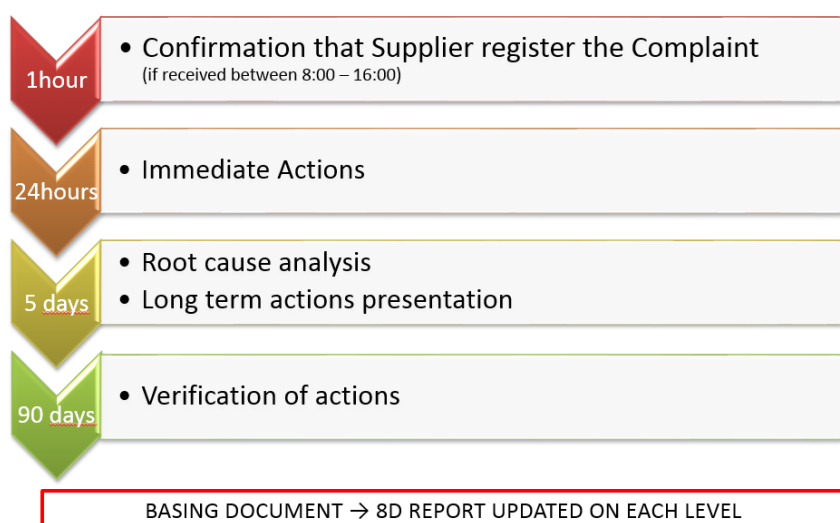 • Confirmation that Supplier register the Complaint
(if received between 8:00 – 16:00)
1hour
• Immediate Actions
24hours
• Root cause analysis
• Long term actions presentation
5 days
• Verification of actions
90 days
BASING DOCUMENT → 8D REPORT UPDATED ON EACH LEVEL